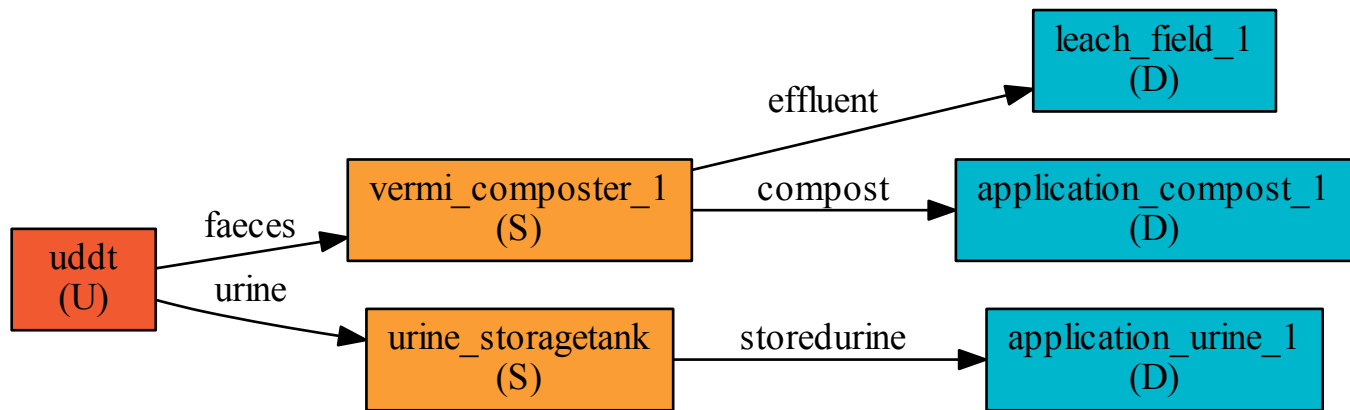 uddt
(U)
faeces
urine
vermi_composter_1
(S)
urine_storagetank
(S)
effluent
compost
storedurine
leach_field_1
(D)
application_compost_1
(D)
application_urine_1
(D)